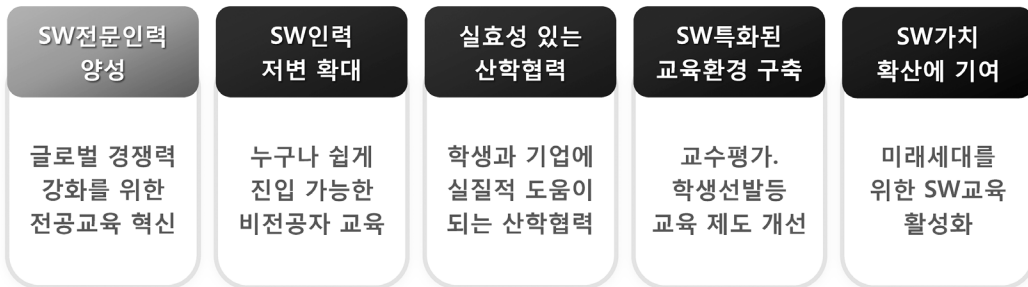 SW전문인력
양성
글로벌 경쟁력
강화를 위한
전공교육 혁신
SW인력
저변 확대
누구나 쉽게
진입 가능한
비전공자 교육
실효성 있는
산학협력
학생과 기업에
실질적 도움이
되는 산학협력
SW특화된
교육환경 구축
교수평가.
학생선발등
교육 제도 개선
SW가치
확산에 기여
미래세대를
위한 SW교육
활성화